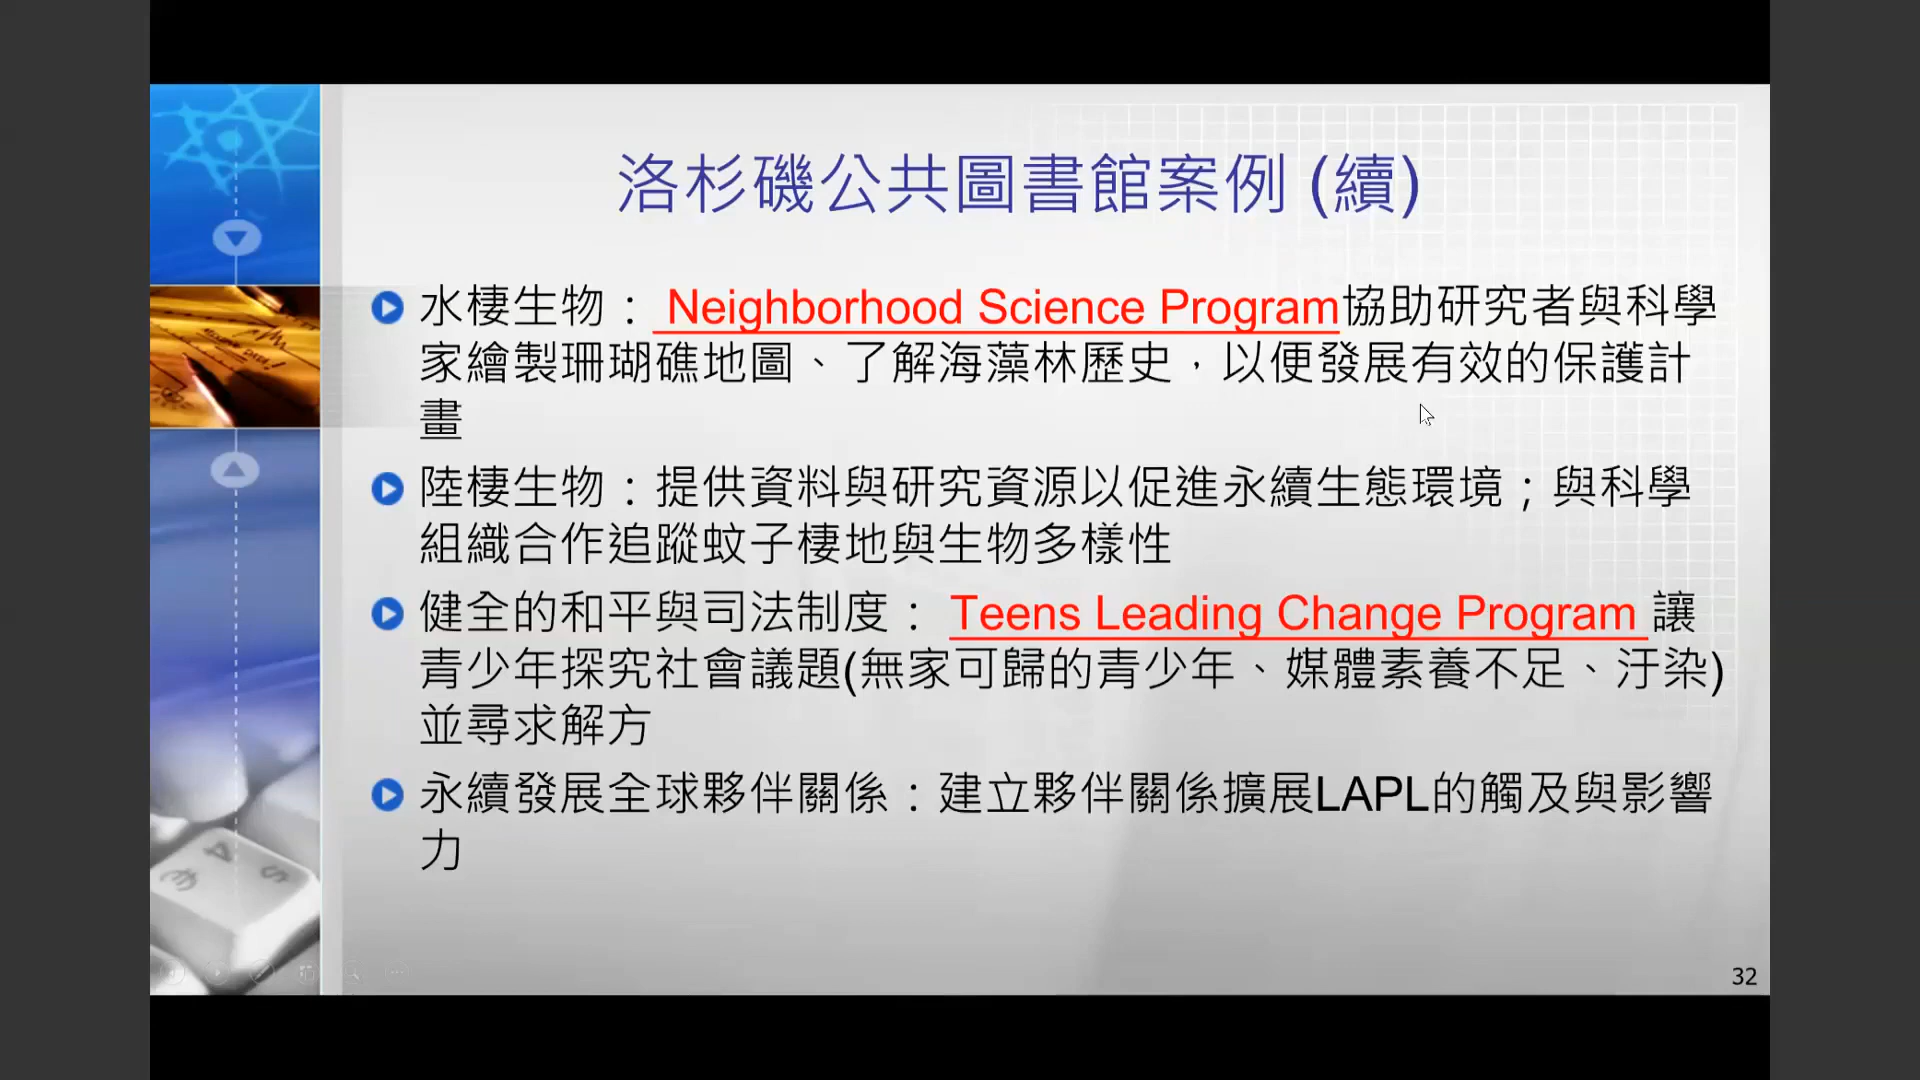 洛杉磯公共圖書館案例 (續)
水棲生物： Neighborhood Science Program協助研究者與科學
家繪製珊瑚礁地圖、了解海藻林歷史，以便發展有效的保護計
畫
陸棲生物：提供資料與研究資源以促進永續生態環境；與科學
組織合作追蹤蚊子棲地與生物多樣性
健全的和平與司法制度： Teens Leading Change Program 讓
青少年探究社會議題(無家可歸的青少年、媒體素養不足、汙染)
並尋求解方
永續發展全球夥伴關係：建立夥伴關係擴展LAPL的觸及與影響
力
32